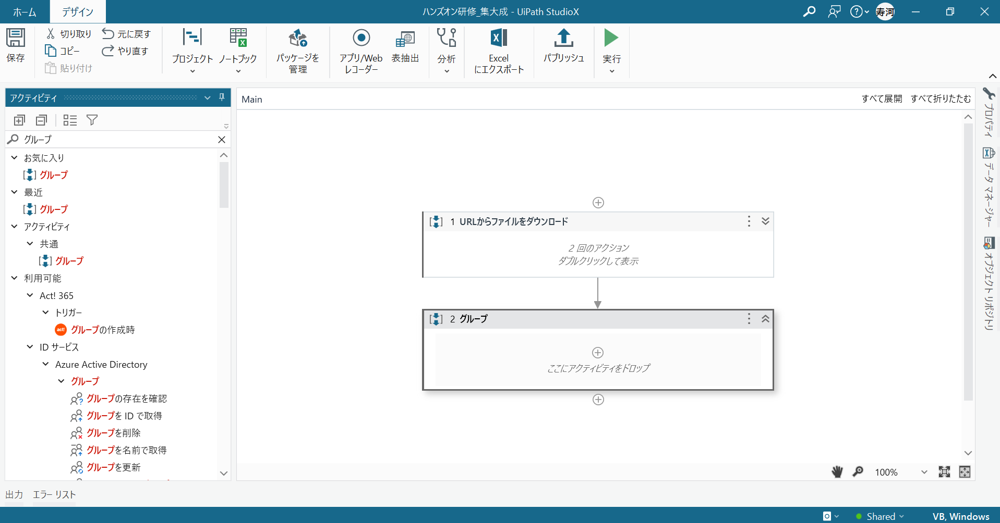 ホーム
デザイン
ハンズオン研修_集大成 - UiPath StudioX
寿河
保存
切り取り
コピー
貼り付け
元に戻す
やり直す
プロジェクト
ノートブック
パッケージを
管理
アプリ/Web
レコーダー
表抽出
分析
Excel
にエクスポート
パブリッシュ
実行
アクティビティ
グループ
お気に入り
グループ
最近
グループ
アクティビティ
共通
グループ
利用可能
Act! 365
トリガー
act!
グループの作成時
ID サービス
Azure Active Directory
グループ
グループの存在を確認
グループを ID で取得
グループを削除
グループを名前で取得
グループを更新
Main
すべて展開
すべて折りたたむ
1 URLからファイルをダウンロード
2 回のアクション
ダブルクリックして表示
2 グループ
ここにアクティビティをドロップ
100%
プロパティ
データ マネージャー
オブジェクト リポジトリ
出力
エラー リスト
Shared
VB, Windows